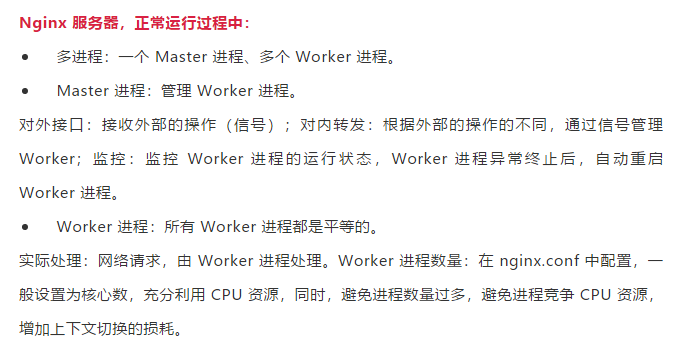 Nginx 服务器，正常运行过程中：
● 多进程：一个 Master 进程、多个 Worker 进程。
● Master 进程：管理 Worker 进程。
对外接口：接收外部的操作（信号）；对内转发：根据外部的操作的不同，通过信号管理
Worker；监控：监控 Worker 进程的运行状态，Worker 进程异常终止后，自动重启
Worker 进程。
● Worker 进程：所有 Worker 进程都是平等的。
实际处理：网络请求，由 Worker 进程处理。Worker 进程数量：在 nginx.conf 中配置，一
般设置为核心数，充分利用 CPU 资源，同时，避免进程数量过多，避免进程竞争 CPU 资源，
增加上下文切换的损耗。